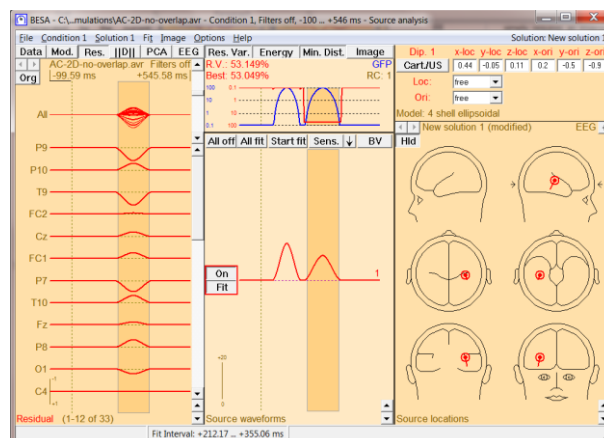 BESA - C:\...mulations\AC-2D-no-overlap.avr - Condition 1, Filters off, -100 ... +546 ms - Source analysis
File Condition 1 Solution 1 Fit Image Options Help
Solution: New solution 1
Data Mod. Res. ||D|| PCA EEG
Res. Var. Energy Min. Dist. Image
Dip. 1 x-loc y-loc z-loc x-ori y-ori z-ori
AC-2D-no-overlap.avr Filters off
R.V.: 53.149% GFP
Cart./US 0.44 -0.05 0.11 0.2 -0.5 -0.9
Org -99.59 ms +545.58 ms
Best: 53.049% RC: 1
Loc: free
Ori: free
100 0.1
0.1 100
Model: 4 shell ellipsoidal
All
New solution 1 (modified) EEG
All off All fit Start fit Sens. ↓ BV
Hld
P9
P10
T9
FC2
Cz
FC1
On
Fit
1
P7
T10
Fz
P8
O1
C4
+20
0
+1
-1
Residual (1-12 of 33)
Source waveforms
Source locations
Fit Interval: +212.17 ... +355.06 ms